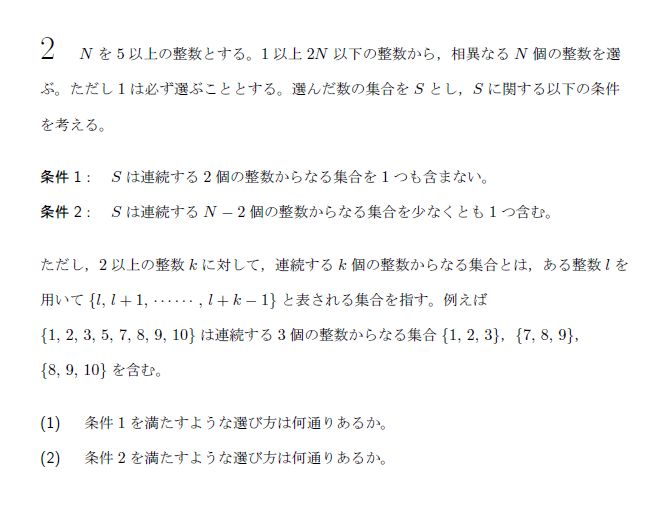 2 N を 5 以上の整数とする。1 以上 2N 以下の整数から，相異なる N 個の整数を選
ぶ。ただし 1 は必ず選ぶこととする。選んだ数の集合を S とし，S に関する以下の条件
を考える。
条件 1： S は連続する 2 個の整数からなる集合を 1 つも含まない。
条件 2： S は連続する N − 2 個の整数からなる集合を少なくとも 1 つ含む。
ただし，2 以上の整数 k に対して，連続する k 個の整数からなる集合とは，ある整数 l を
用いて {l, l + 1, ⋯⋯ , l + k − 1} と表される集合を指す。例えば
{1, 2, 3, 5, 7, 8, 9, 10} は連続する 3 個の整数からなる集合 {1, 2, 3}，{7, 8, 9}，
{8, 9, 10} を含む。
(1) 条件 1 を満たすような選び方は何通りあるか。
(2) 条件 2 を満たすような選び方は何通りあるか。